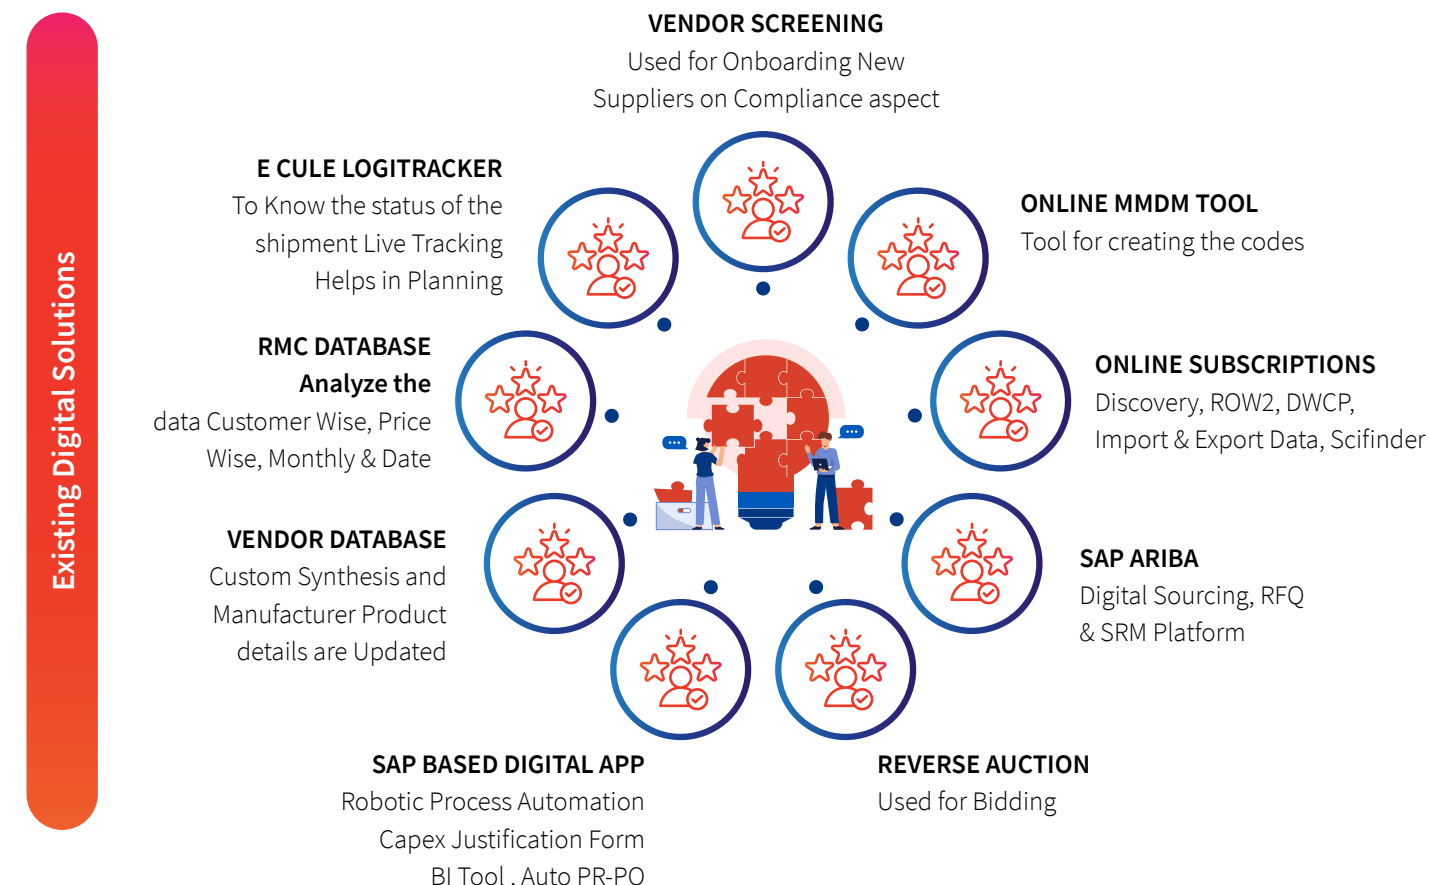 Existing Digital Solutions
VENDOR SCREENING
Used for Onboarding New
Suppliers on Compliance aspect
E CULE LOGITRACKER
To Know the status of the
shipment Live Tracking
Helps in Planning
ONLINE MMDM TOOL
Tool for creating the codes
RMC DATABASE
Analyze the
data Customer Wise, Price
Wise, Monthly & Date
ONLINE SUBSCRIPTIONS
Discovery, ROW2, DWCP,
Import & Export Data, Scifinder
VENDOR DATABASE
Custom Synthesis and
Manufacturer Product
details are Updated
SAP ARIBA
Digital Sourcing, RFQ
& SRM Platform
SAP BASED DIGITAL APP
Robotic Process Automation
Capex Justification Form
BI Tool , Auto PR-PO
REVERSE AUCTION
Used for Bidding